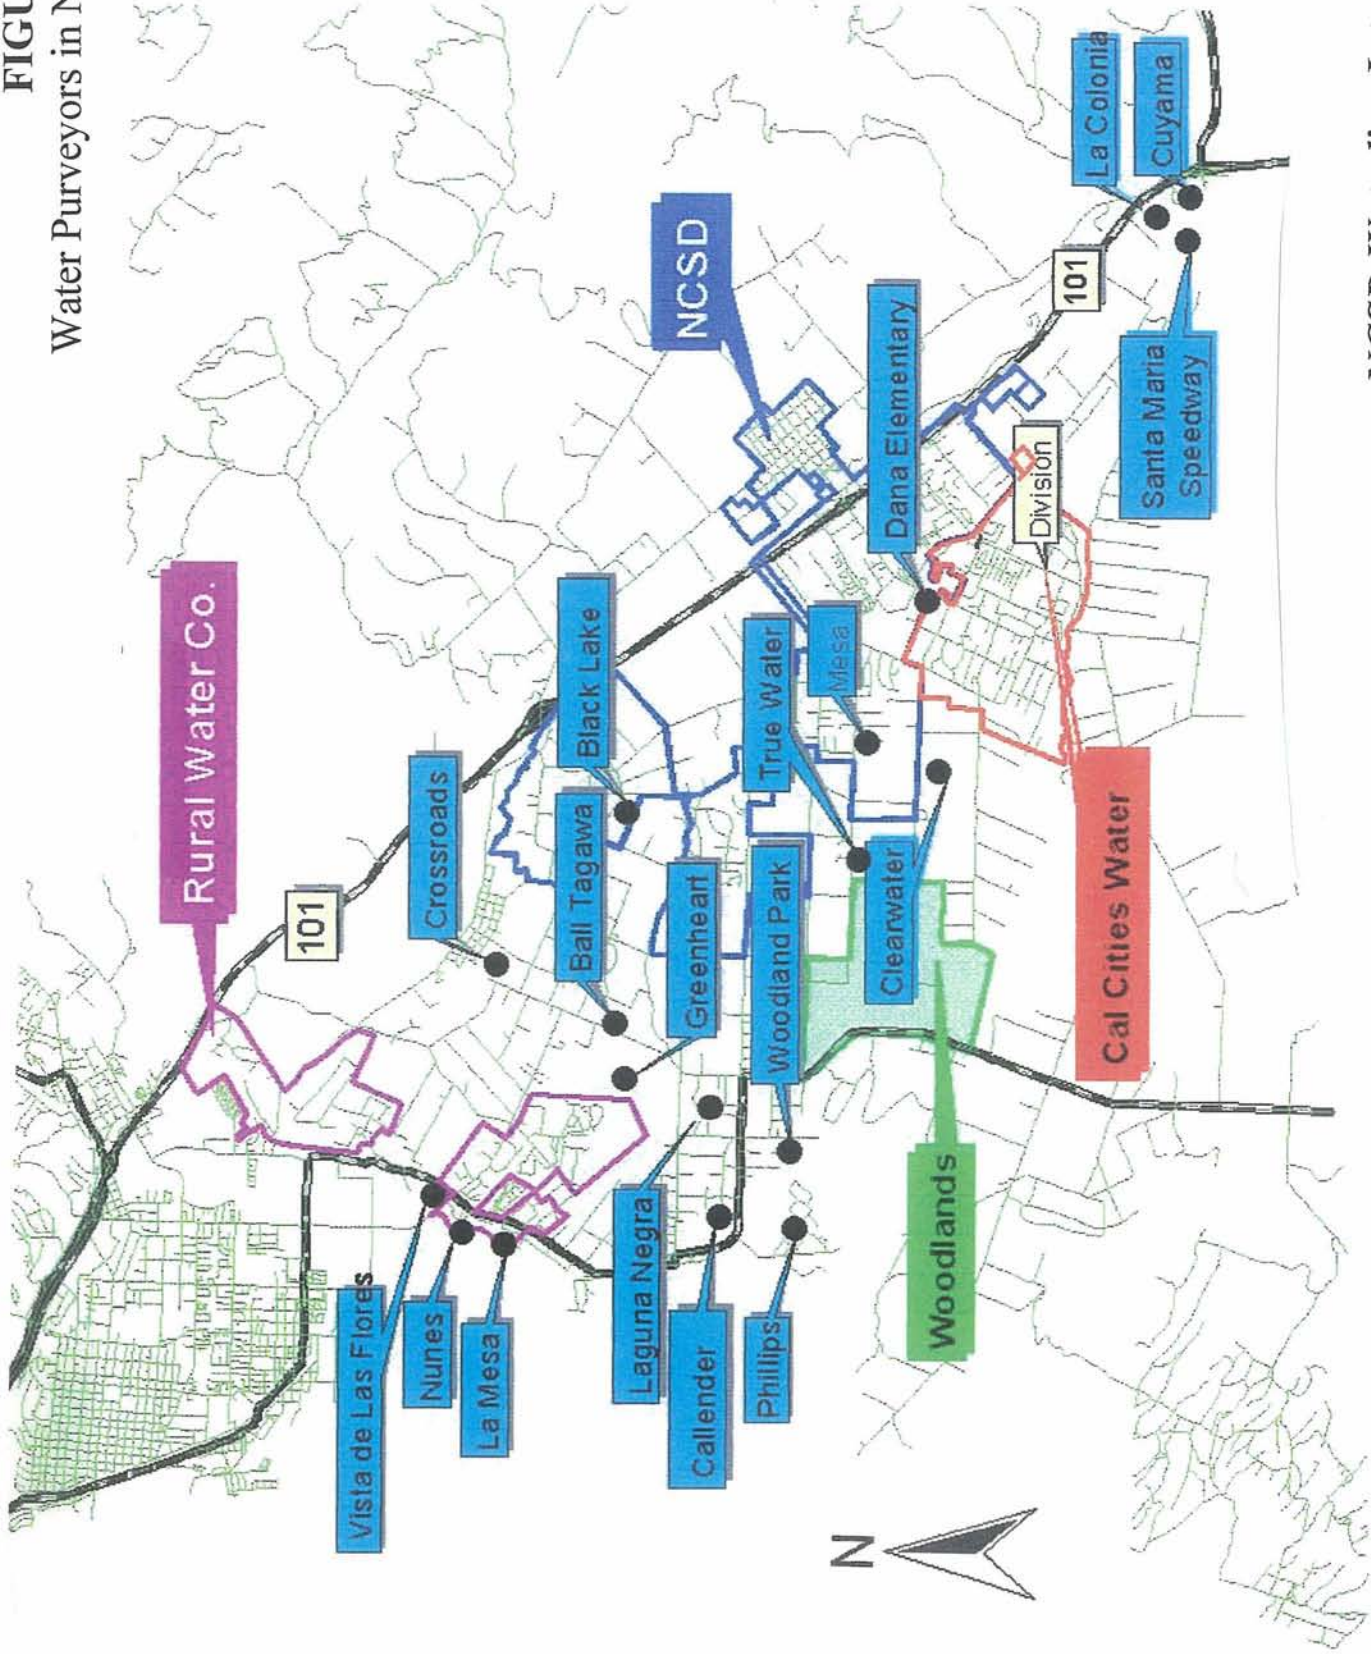 FIGU
Water Purveyors in N
Rural Water Co.
101
Crossroads
Black Lake
Ball Tagawa
Greenheart
NCSD
True Water
Mesa
Woodland Park
Clearwater
Dana Elementary
Division
101
La Colonia
Cuyama
Santa Maria
Speedway
Cal Cities Water
Woodlands
Vista de Las Flores
Nunes
La Mesa
Laguna Negra
Callender
Philips
N